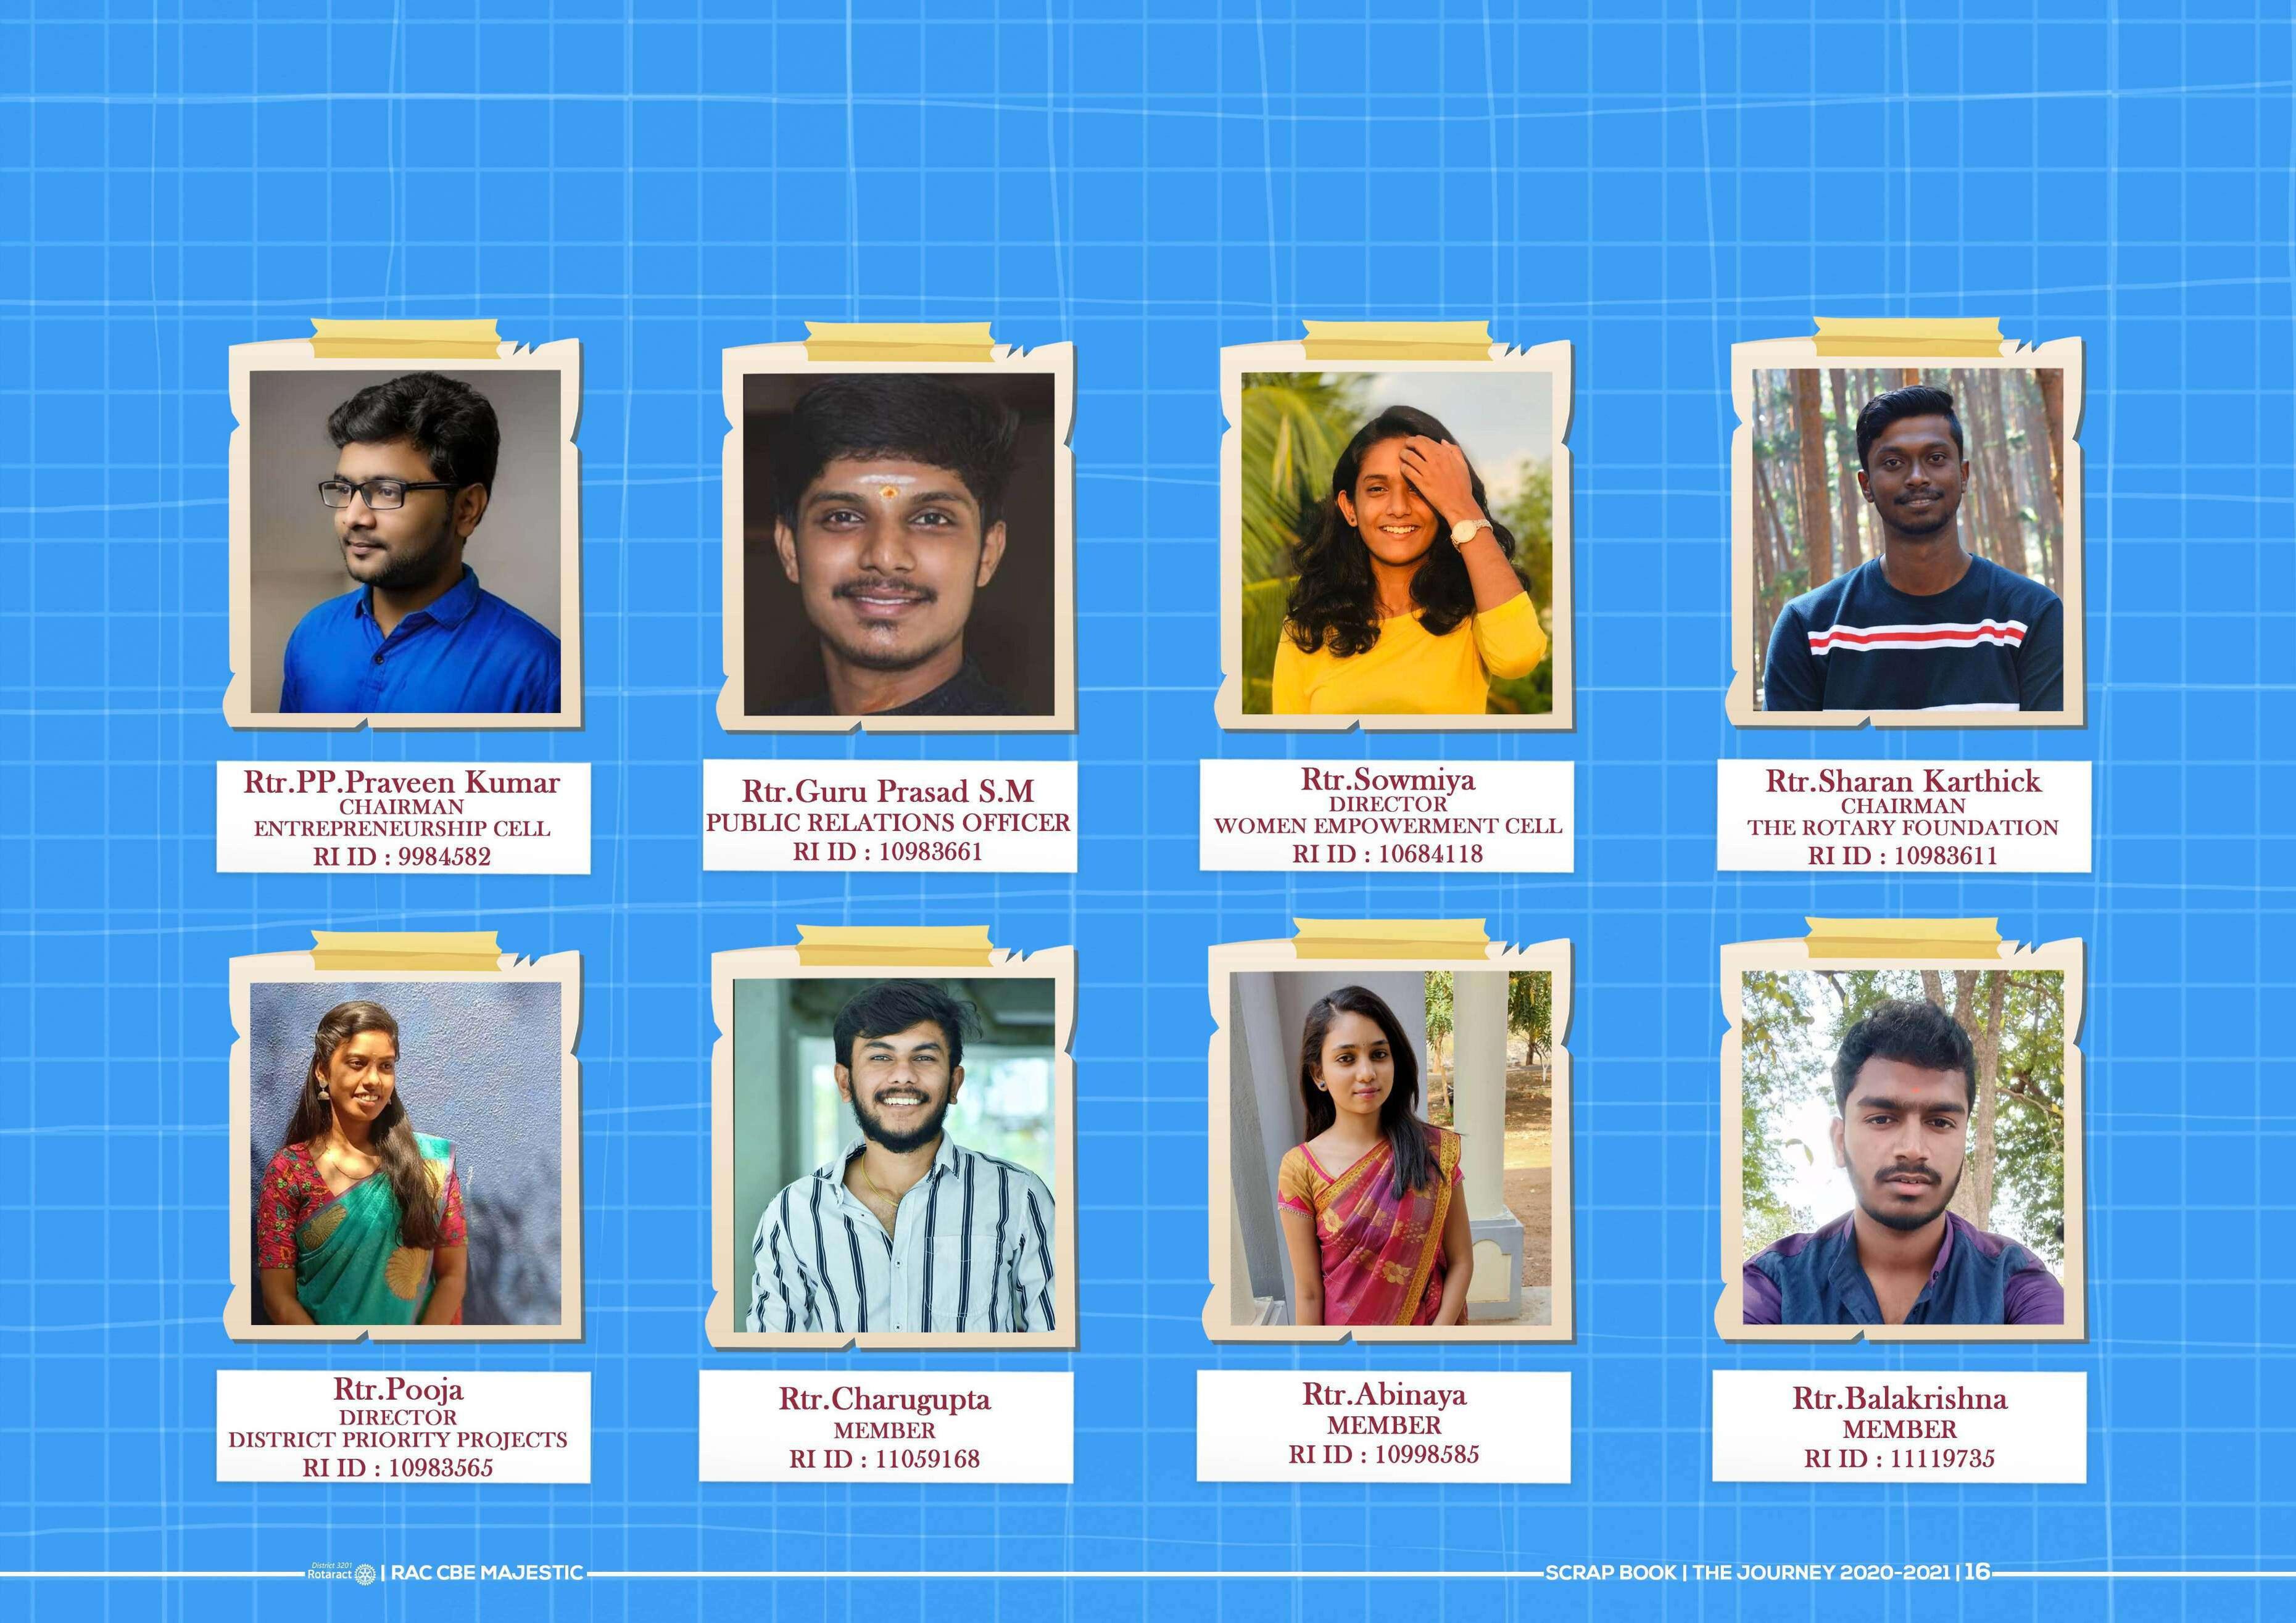 Rtr.PP.Praveen Kumar
CHAIRMAN
ENTREPRENEURSHIP CELL
RI ID : 9984582
Rtr.Guru Prasad S.M
PUBLIC RELATIONS OFFICER
RI ID : 10983661
Rtr.Sowmiya
DIRECTOR
WOMEN EMPOWERMENT CELL
RI ID : 10684118
Rtr.Sharan Karthick
CHAIRMAN
THE ROTARY FOUNDATION
RI ID : 10983611
Rtr.Pooja
DIRECTOR
DISTRICT PRIORITY PROJECTS
RI ID : 10983565
Rtr.Charugupta
MEMBER
RI ID : 11059168
Rtr.Abinaya
MEMBER
RI ID : 10998585
Rtr.Balakrishna
MEMBER
RI ID : 11119735
District 3201
Rotaract | RAC CBE MAJESTIC
SCRAP BOOK | THE JOURNEY 2020-2021 | 16